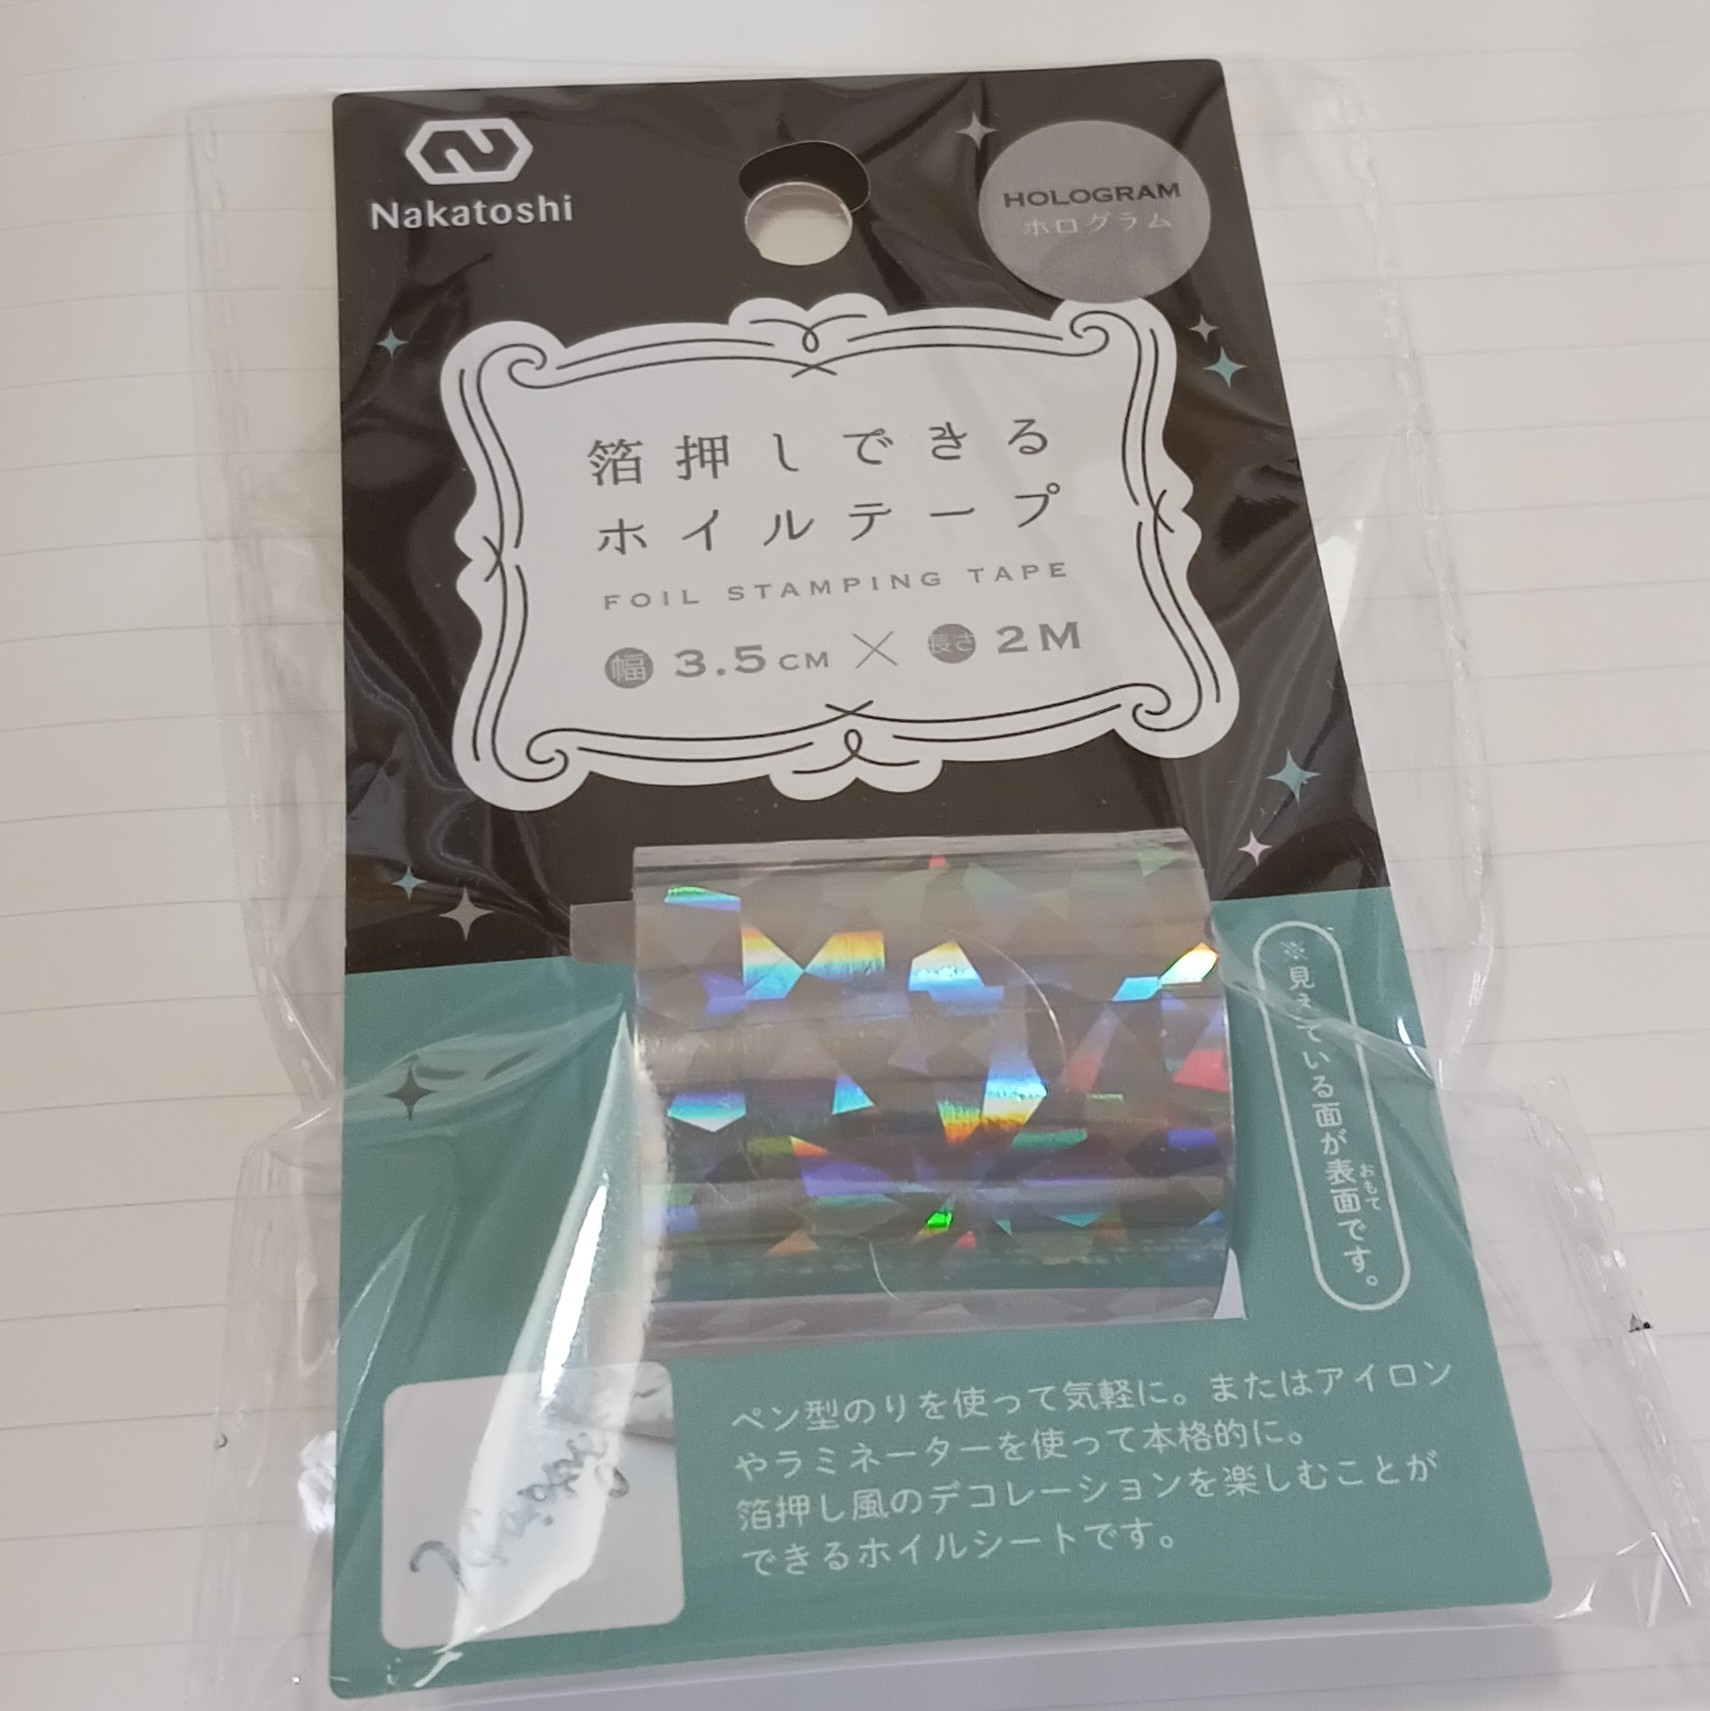 Nakatoshi
HOLOGRAM
ホログラム
箔押しできる
ホイルテープ
FOIL STAMPING TAPE
幅 3.5CM × 長さ 2M
※見えている面が表面です。
おもて
ペン型のりを使って気軽に。またはアイロン
やラミネーターを使って本格的に。
箔押し風のデコレーションを楽しむことが
できるホイルシートです。